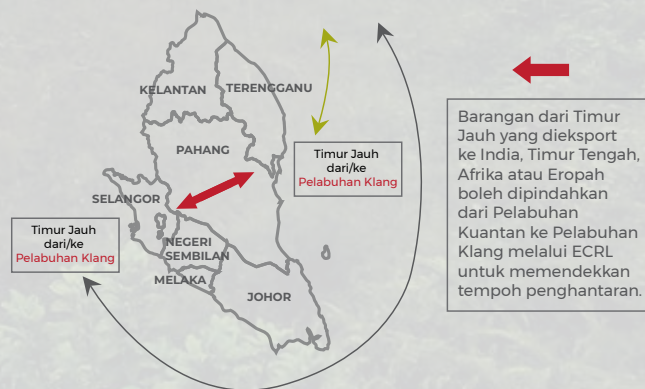 KELANTAN
TERENGGANU
PAHANG
SELANGOR
NEGERI
SEMBILAN
MELAKA
JOHOR
Timur Jauh
dari/ke
Pelabuhan Klang
Timur Jauh
dari/ke
Pelabuhan Klang
Barangan dari Timur
Jauh yang dieksport
ke India, Timur Tengah,
Afrika atau Eropah
boleh dipindahkan
dari Pelabuhan
Kuantan ke Pelabuhan
Klang melalui ECRL
untuk memendekkan
tempoh penghantaran.